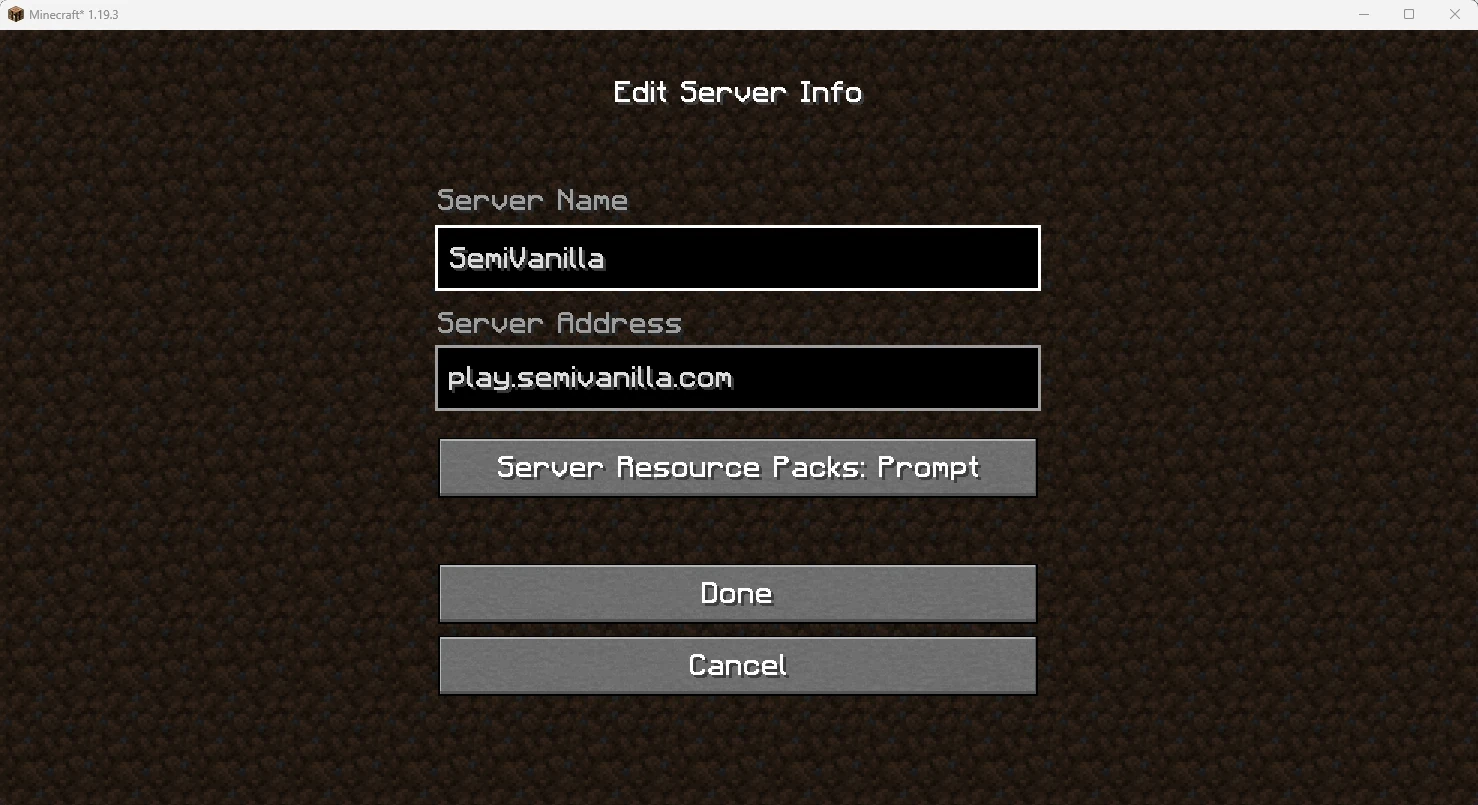 Minecraft* 1.19.3
Edit Server Info
Server Name
SemiVanilla
Server Address
play.semivanilla.com
Server Resource Packs: Prompt
Done
Cancel